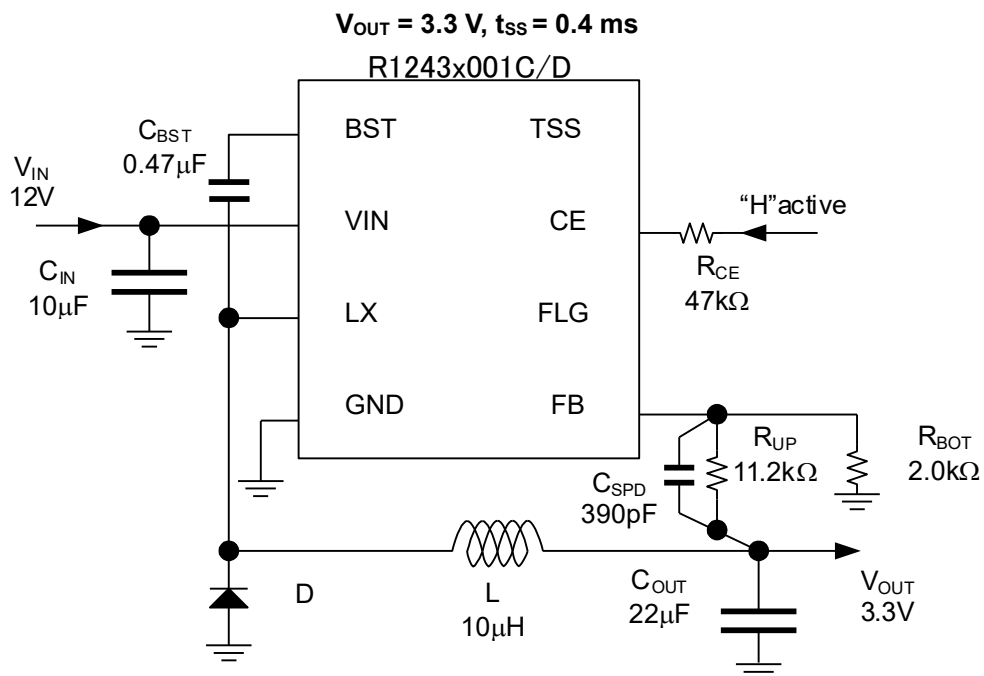 VOUT = 3.3 V, tSS = 0.4 ms
R1243x001C/D
BST
TSS
CBST
0.47μF
VIN
12V
VIN
CE
"H"active
CIN
10μF
RCE
47kΩ
LX
FLG
GND
FB
RUP
11.2kΩ
RBOT
2.0kΩ
CSPD
390pF
D
L
10μH
COUT
22μF
VOUT
3.3V